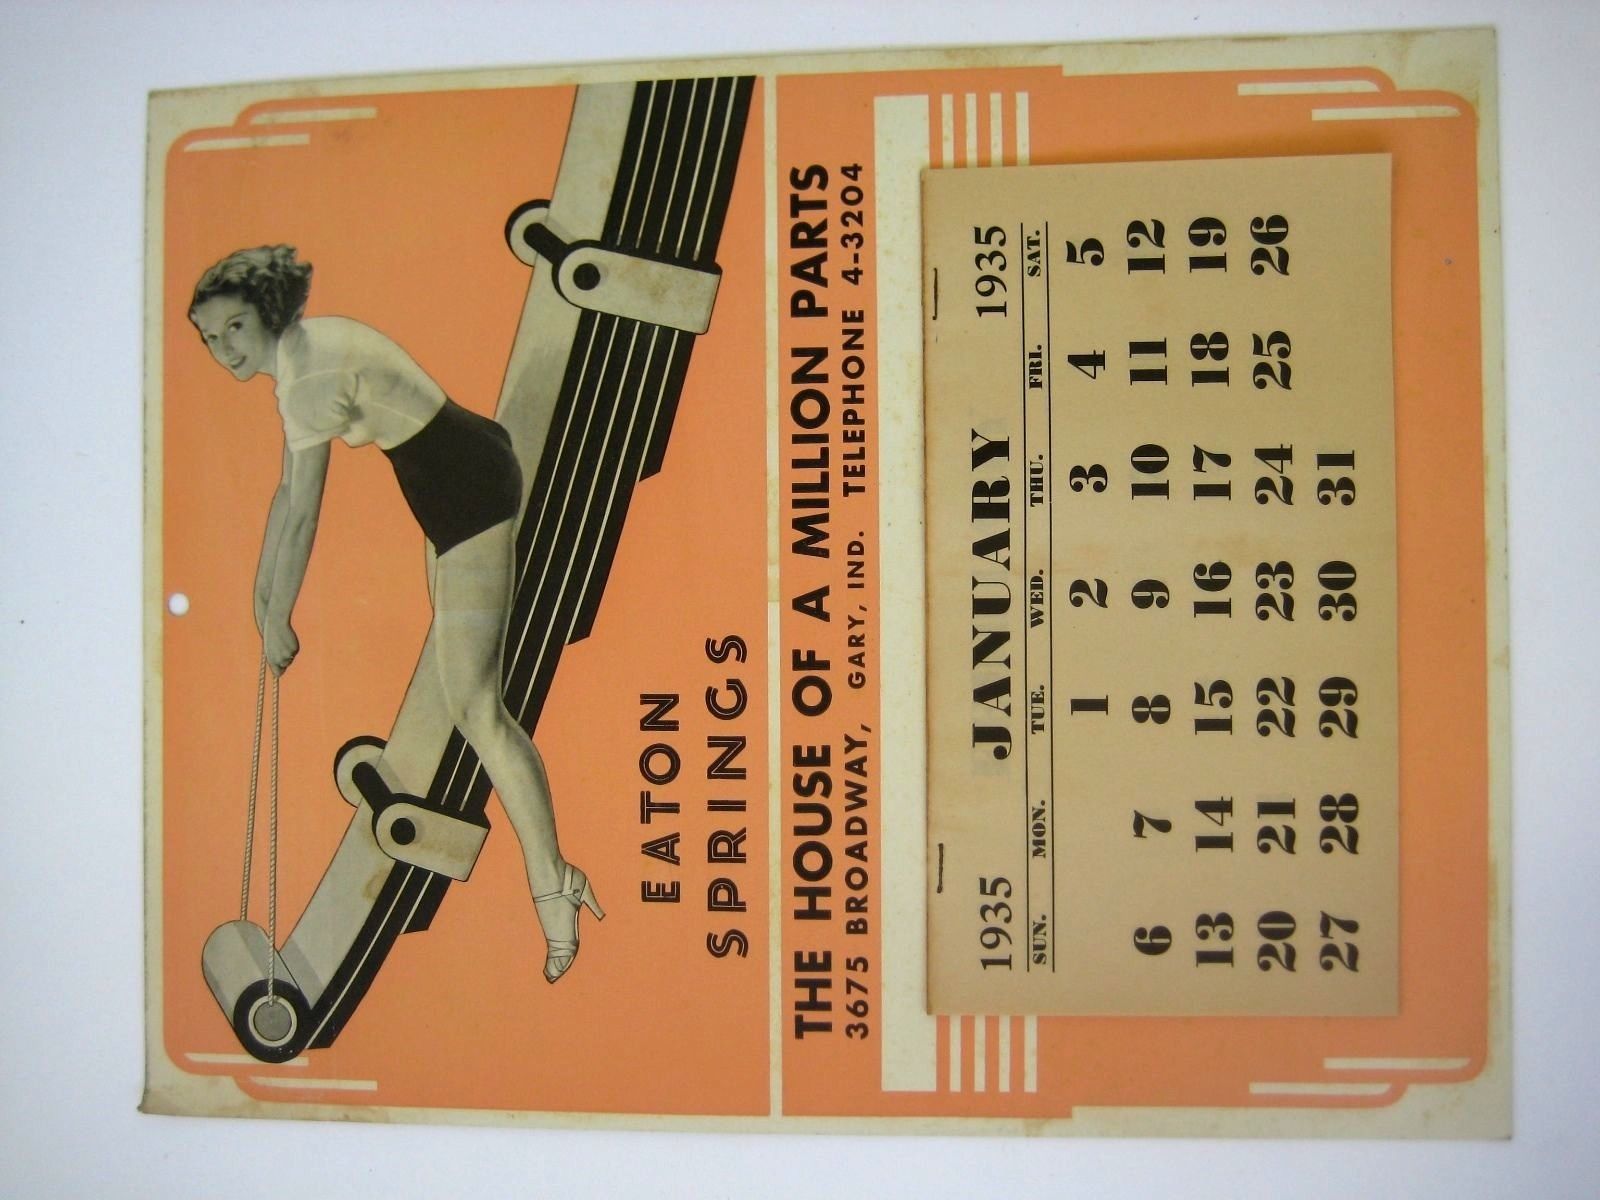 EATON
SPRINGS
THE HOUSE OF A MILLION PARTS
3675 BROADWAY, GARY, IND. TELEPHONE 4-3204
1935 JANUARY 1935
SUN. MON. TUE. WED. THU. FRI. SAT.
1 2 3 4 5
6 7 8 9 10 11 12
13 14 15 16 17 18 19
20 21 22 23 24 25 26
27 28 29 30 31